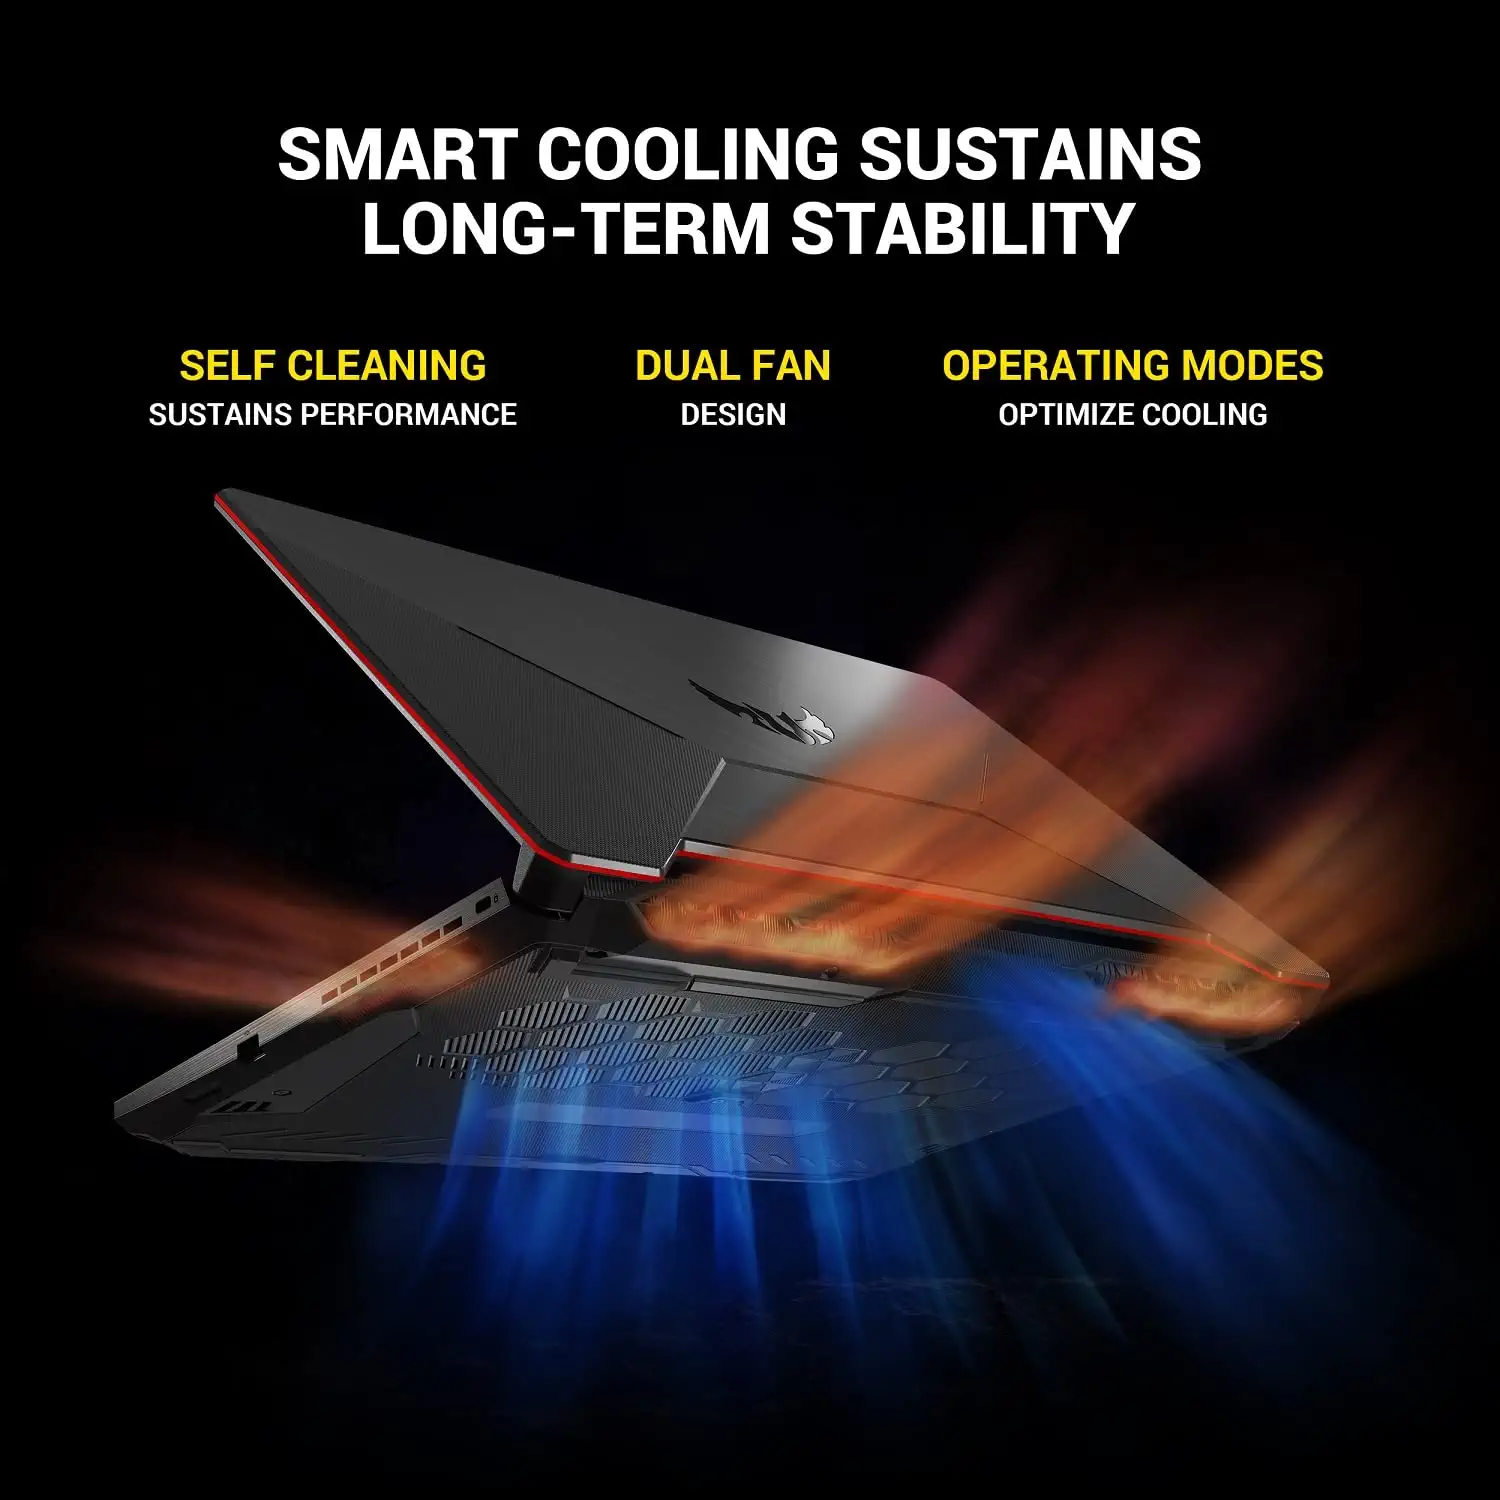 SMART COOLING SUSTAINS
LONG-TERM STABILITY
SELF CLEANING
SUSTAINS PERFORMANCE
DUAL FAN
DESIGN
OPERATING MODES
OPTIMIZE COOLING